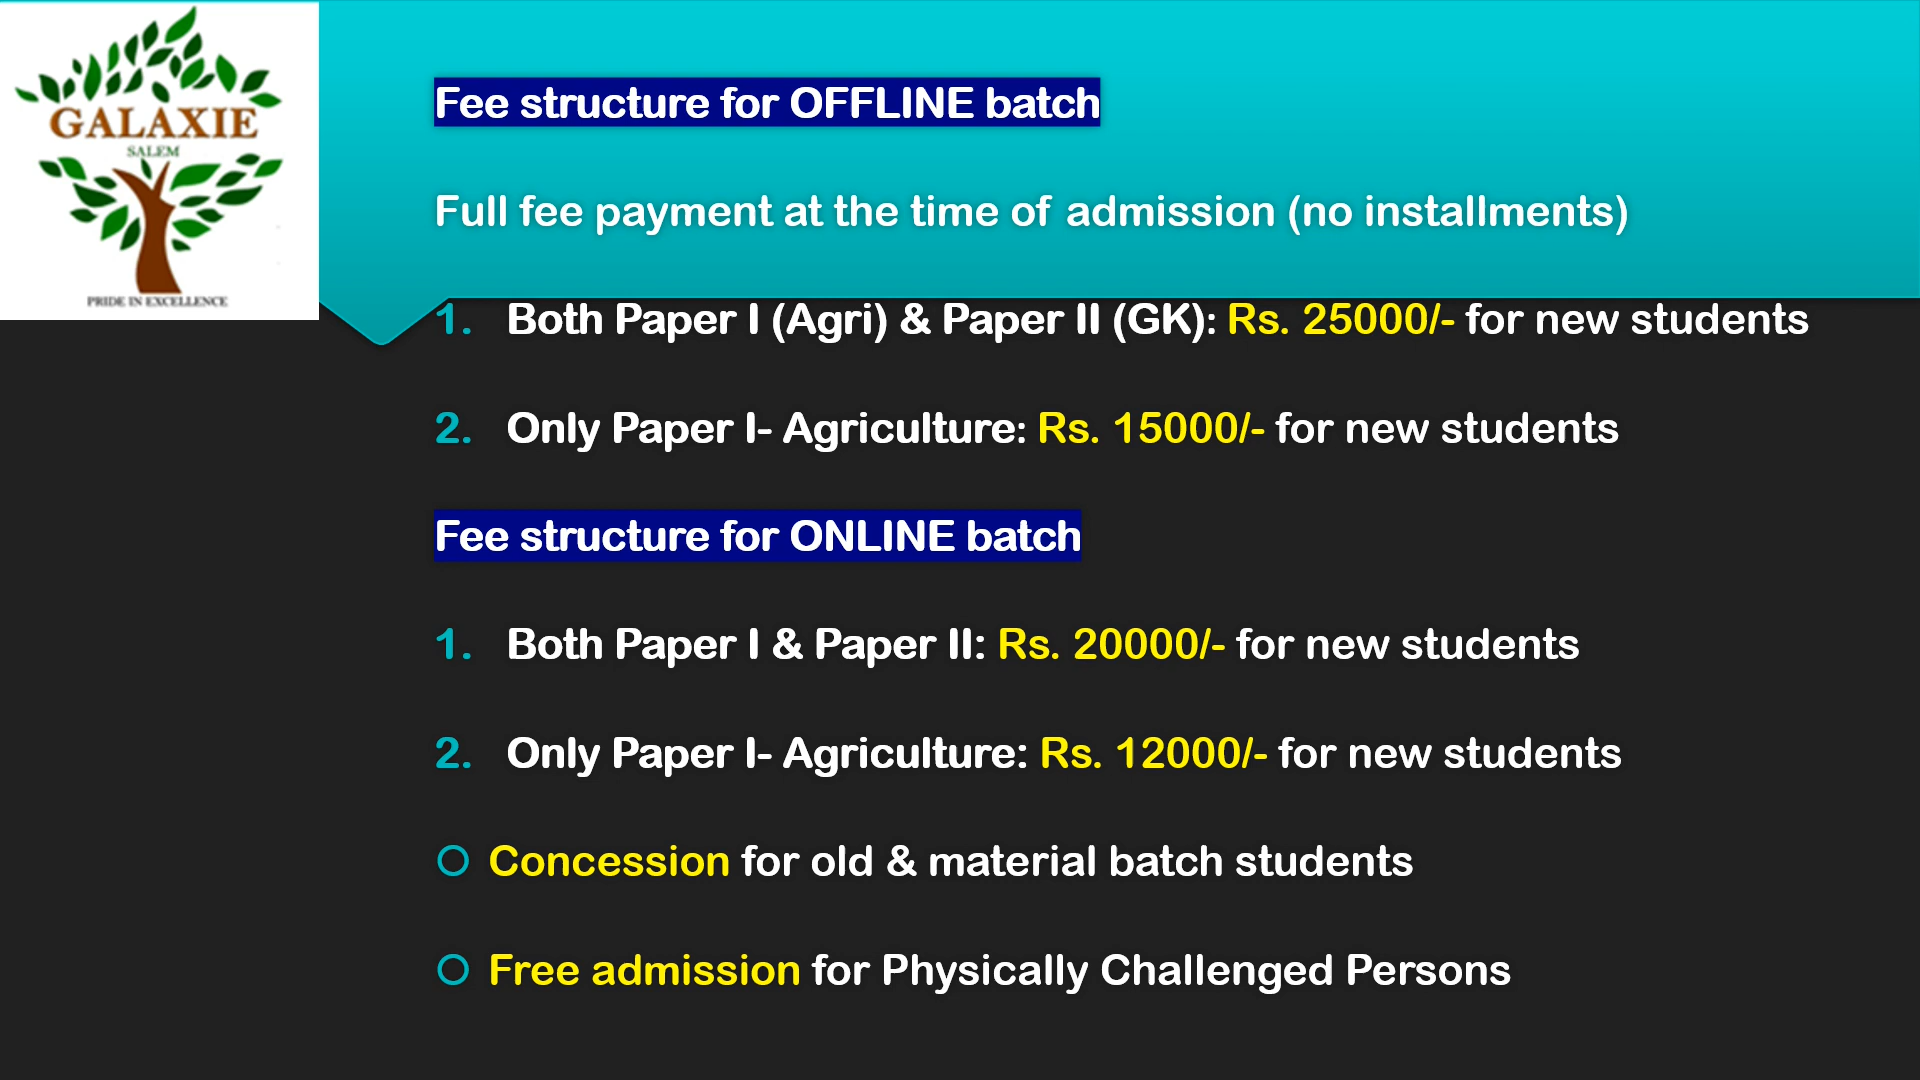 GALAXIE
SALEM
PRIDE IN EXCELLENCE
Fee structure for OFFLINE batch
Full fee payment at the time of admission (no installments)
1. Both Paper I (Agri) & Paper II (GK): Rs. 25000/- for new students
2. Only Paper I- Agriculture: Rs. 15000/- for new students
Fee structure for ONLINE batch
1. Both Paper I & Paper II: Rs. 20000/- for new students
2. Only Paper I- Agriculture: Rs. 12000/- for new students
Concession for old & material batch students
Free admission for Physically Challenged Persons